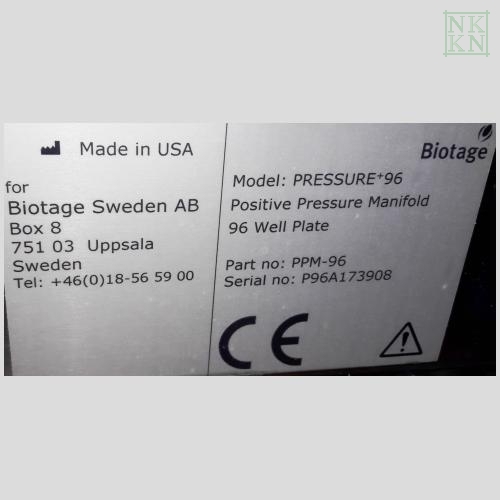 NK
KN
Made in USA
for
Biotage Sweden AB
Box 8
751 03 Uppsala
Sweden
Tel: +46(0)18-56 59 00
Biotage
Model: PRESSURE+96
Positive Pressure Manifold
96 Well Plate
Part no: PPM-96
Serial no: P96A173908
CE